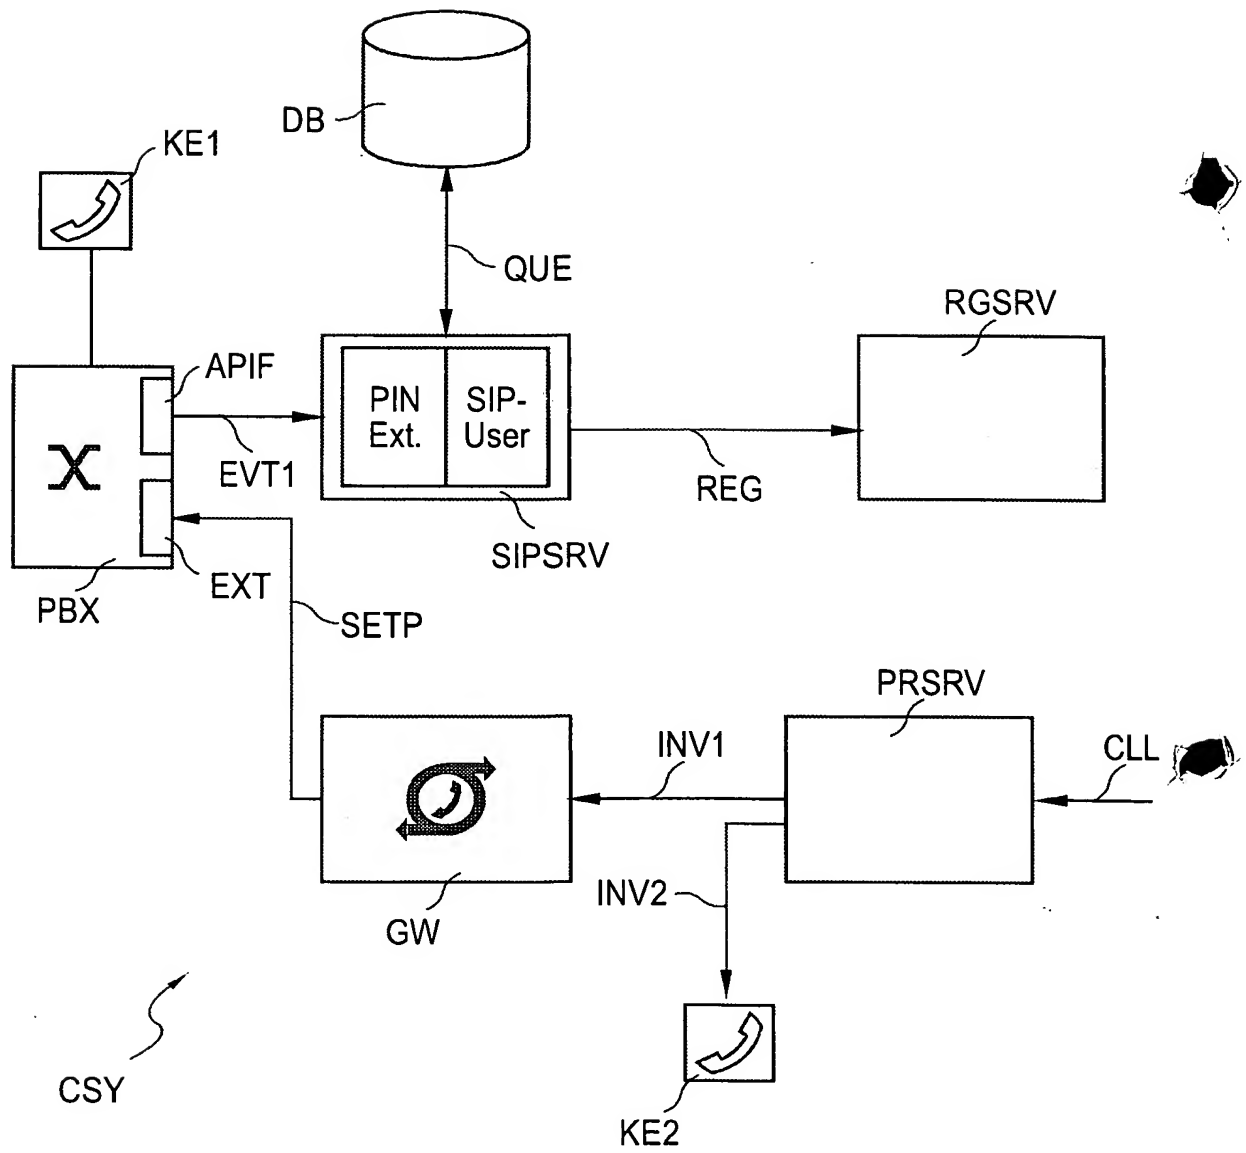 DB
KE1
QUE
RGSRV
APIF
PIN
Ext.
SIP-
User
EVT1
REG
SIPSRV
EXT
PBX
SETP
PRSRV
INV1
CLL
INV2
GW
CSY
KE2